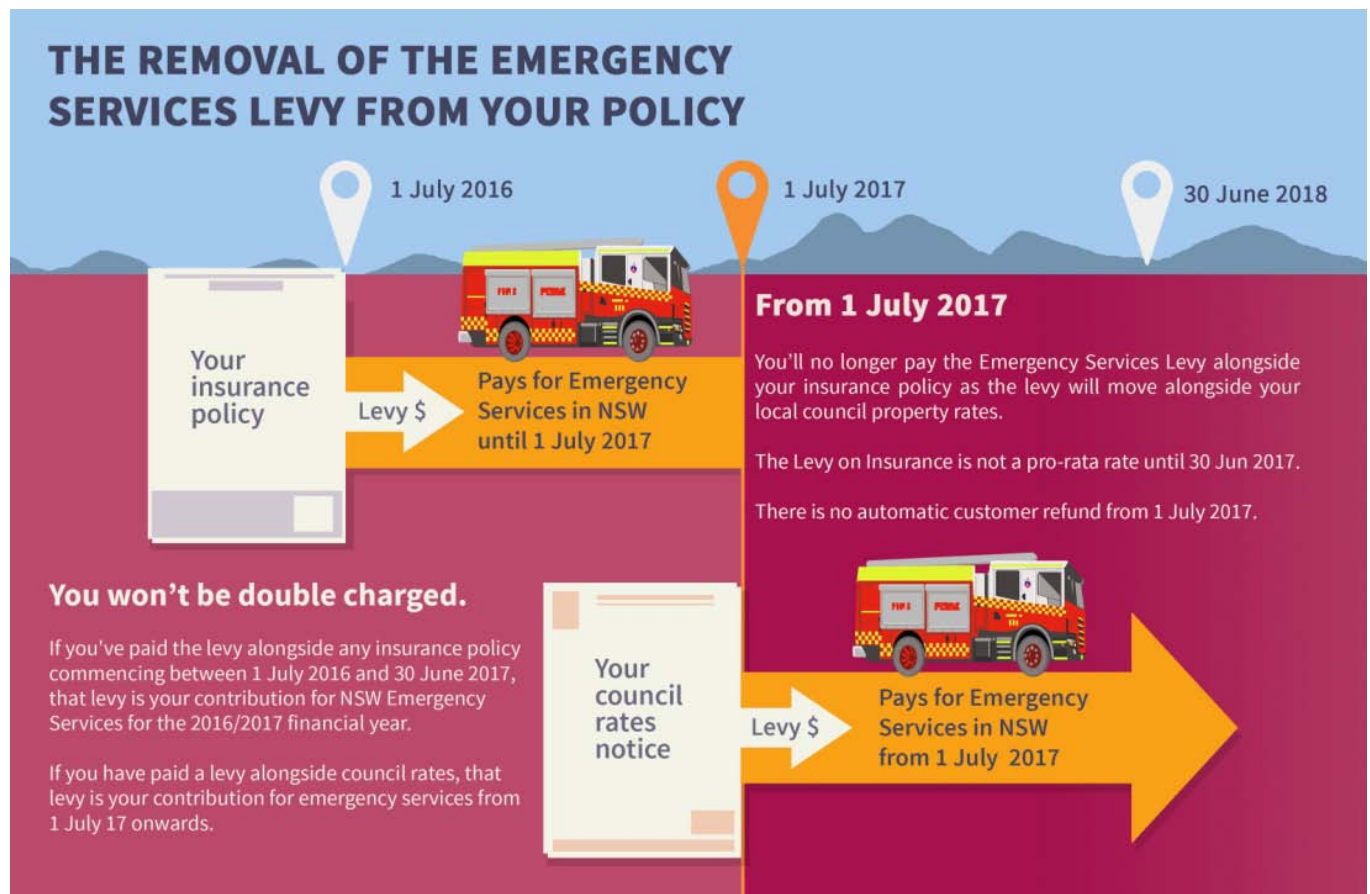 THE REMOVAL OF THE EMERGENCY
SERVICES LEVY FROM YOUR POLICY
1 July 2016
1 July 2017
30 June 2018
Your
insurance
policy
Levy $
Pays for Emergency
Services in NSW
until 1 July 2017
From 1 July 2017
You'll no longer pay the Emergency Services Levy alongside
your insurance policy as the levy will move alongside your
local council property rates.
The Levy on Insurance is not a pro-rata rate until 30 Jun 2017.
There is no automatic customer refund from 1 July 2017.
You won't be double charged.
If you've paid the levy alongside any insurance policy
commencing between 1 July 2016 and 30 June 2017,
that levy is your contribution for NSW Emergency
Services for the 2016/2017 financial year.
If you have paid a levy alongside council rates, that
levy is your contribution for emergency services from
1 July 17 onwards.
Your
council
rates
notice
Levy $
Pays for Emergency
Services in NSW
from 1 July 2017